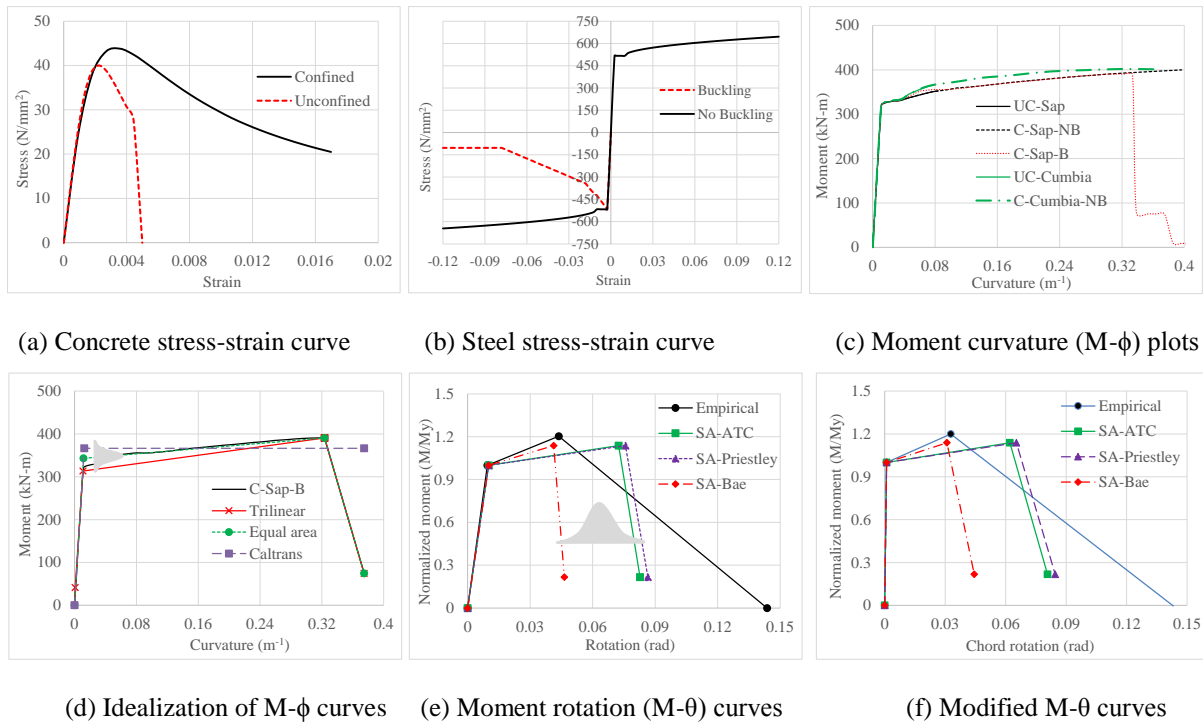 50
40
30
20
10
0
Stress (N/mm²)
Confined
Unconfined
0
0.004
0.008
0.012
0.016
0.02
Strain
(a) Concrete stress-strain curve
750
600
450
300
150
0
-150
-300
-450
-600
-750
Stress (N/mm²)
Buckling
No Buckling
-0.12
-0.09
-0.06
-0.03
0
0.03
0.06
0.09
0.12
Strain
(b) Steel stress-strain curve
500
400
300
200
100
0
Moment (kN-m)
UC-Sap
C-Sap-NB
C-Sap-B
UC-Cumbia
C-Cumbia-NB
0
0.08
0.16
0.24
0.32
0.4
Curvature (m⁻¹)
(c) Moment curvature (M-ϕ) plots
500
400
300
200
100
0
Moment (kN-m)
C-Sap-B
Trilinear
Equal area
Caltrans
0
0.08
0.16
0.24
0.32
0.4
Curvature (m⁻¹)
(d) Idealization of M-ϕ curves
1.5
1.2
0.9
0.6
0.3
0
Normalized moment (M/My)
Empirical
SA-ATC
SA-Priestley
SA-Bae
0
0.03
0.06
0.09
0.12
0.15
Rotation (rad)
(e) Moment rotation (M-θ) curves
1.5
1.2
0.9
0.6
0.3
0
Normalized moment (M/My)
Empirical
SA-ATC
SA-Priestley
SA-Bae
0
0.03
0.06
0.09
0.12
0.15
Chord rotation (rad)
(f) Modified M-θ curves